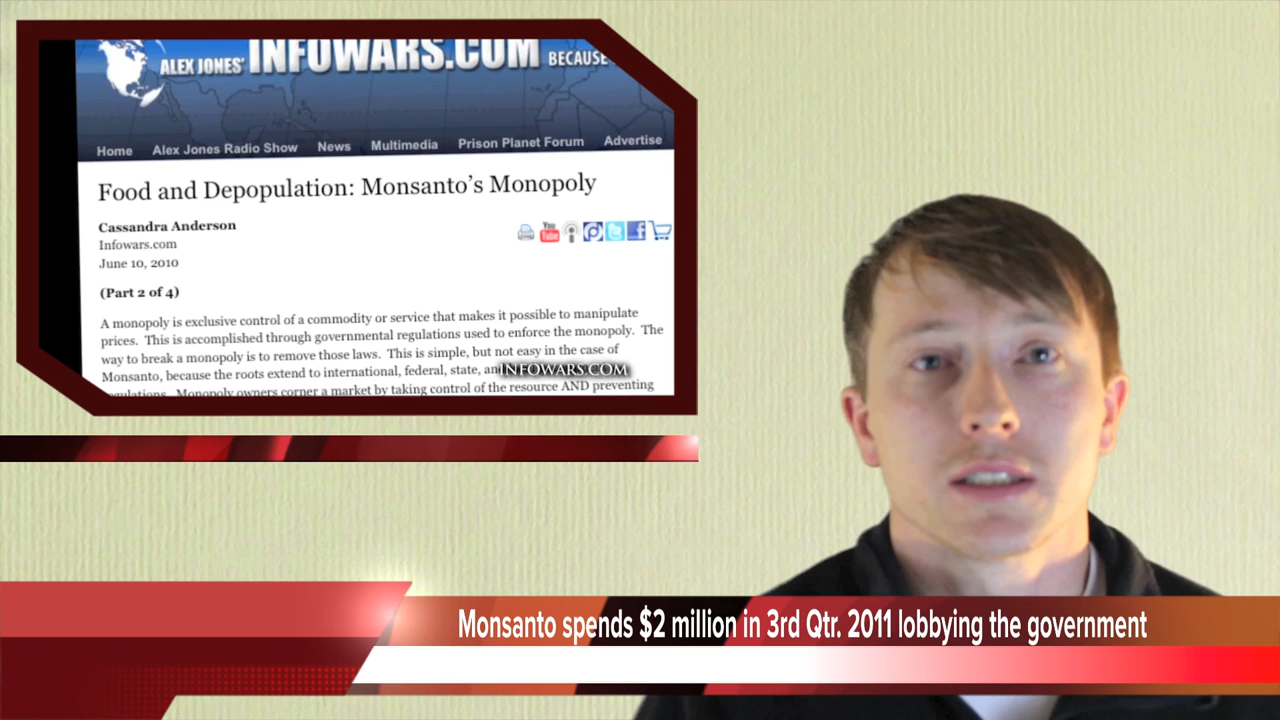 ALEX JONES' INFOWARS.COM BECAUSE
Home Alex Jones Radio Show News Multimedia Prison Planet Forum Advertise
Food and Depopulation: Monsanto's Monopoly
Cassandra Anderson
Infowars.com
June 10, 2010
You Tube
(Part 2 of 4)
A monopoly is exclusive control of a commodity or service that makes it possible to manipulate
prices. This is accomplished through governmental regulations used to enforce the monopoly. The
way to break a monopoly is to remove those laws. This is simple, but not easy in the case of
Monsanto, because the roots extend to international, federal, state, an
INFOWARS.COM
Monopoly owners corner a market by taking control of the resource AND preventing
Monsanto spends $2 million in 3rd Qtr. 2011 lobbying the government